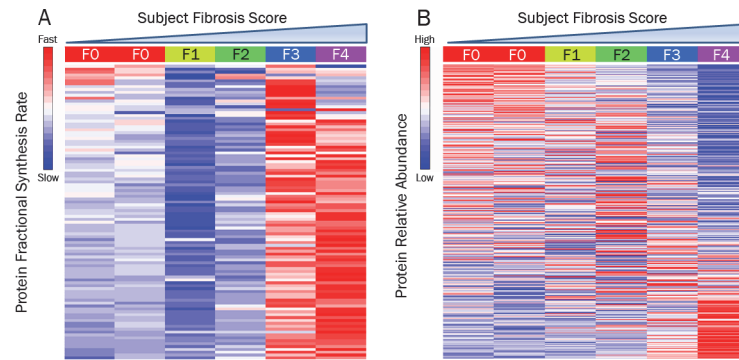 A
Subject Fibrosis Score
Fast
Slow
Protein Fractional Synthesis Rate
F0 F0 F1 F2 F3 F4
B
Subject Fibrosis Score
High
Low
Protein Relative Abundance
F0 F0 F1 F2 F3 F4